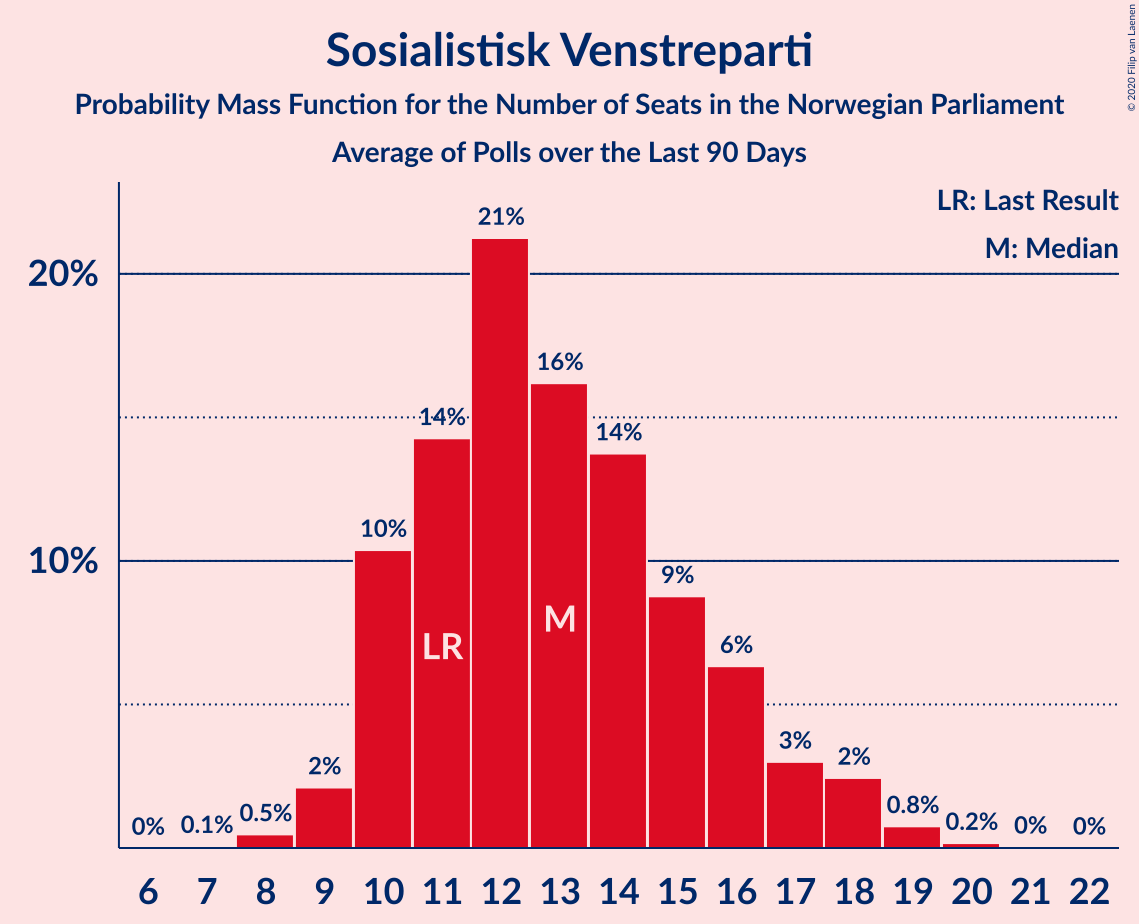 Sosialistisk Venstreparti
Probability Mass Function for the Number of Seats in the Norwegian Parliament
Average of Polls over the Last 90 Days
© 2020 Filip van Laenen
LR: Last Result
M: Median
20%
10%
0%
0.1%
0.5%
2%
10%
14%
21%
16%
14%
9%
6%
3%
2%
0.8%
0.2%
0%
0%
LR
M
6 7 8 9 10 11 12 13 14 15 16 17 18 19 20 21 22